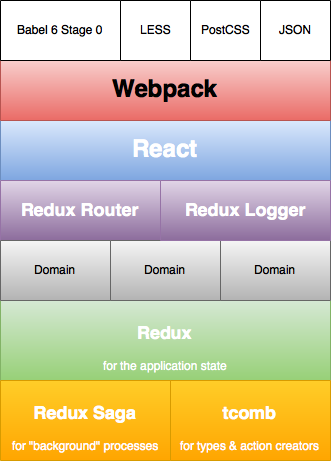 Babel 6 Stage 0 LESS PostCSS JSON
Webpack
React
Redux Router Redux Logger
Domain Domain Domain
Redux
for the application state
Redux Saga tcomb
for "background" processes for types & action creators